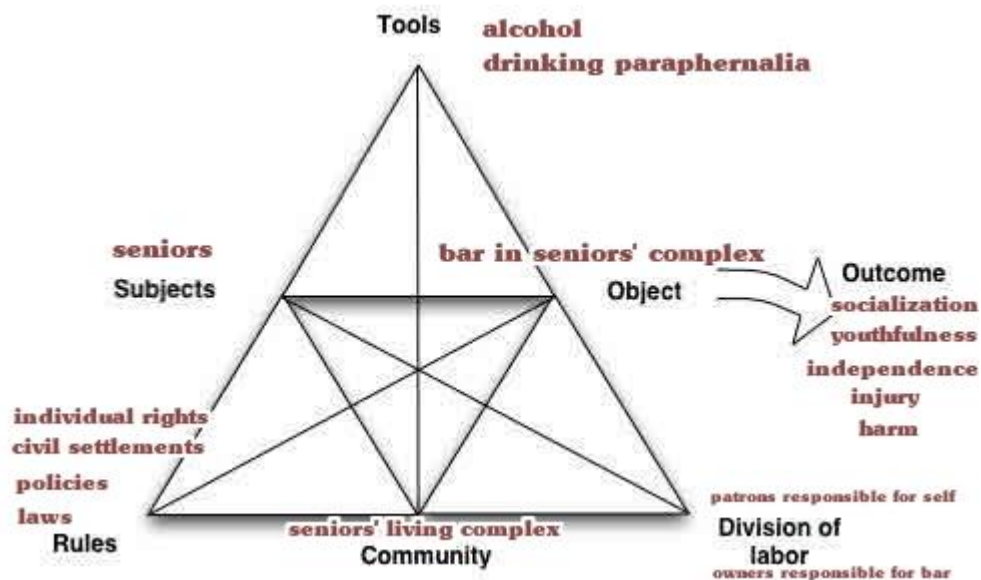 Tools
alcohol
drinking paraphernalia
seniors
Subjects
bar in seniors' complex
Object
Outcome
socialization
youthfulness
independence
injury
harm
individual rights
civil settlements
policies
laws
Rules
seniors' living complex
Community
patrons responsible for self
Division of
labor
owners responsible for bar